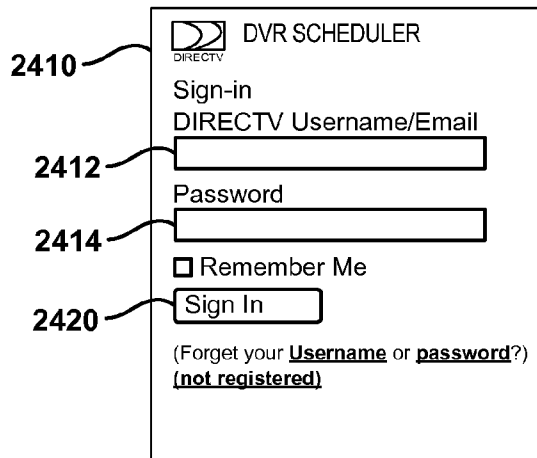 2410
DVR SCHEDULER
DIRECTV
Sign-in
DIRECTV Username/Email
2412
Password
2414
Remember Me
2420
Sign In
(Forget your Username or password?)
(not registered)